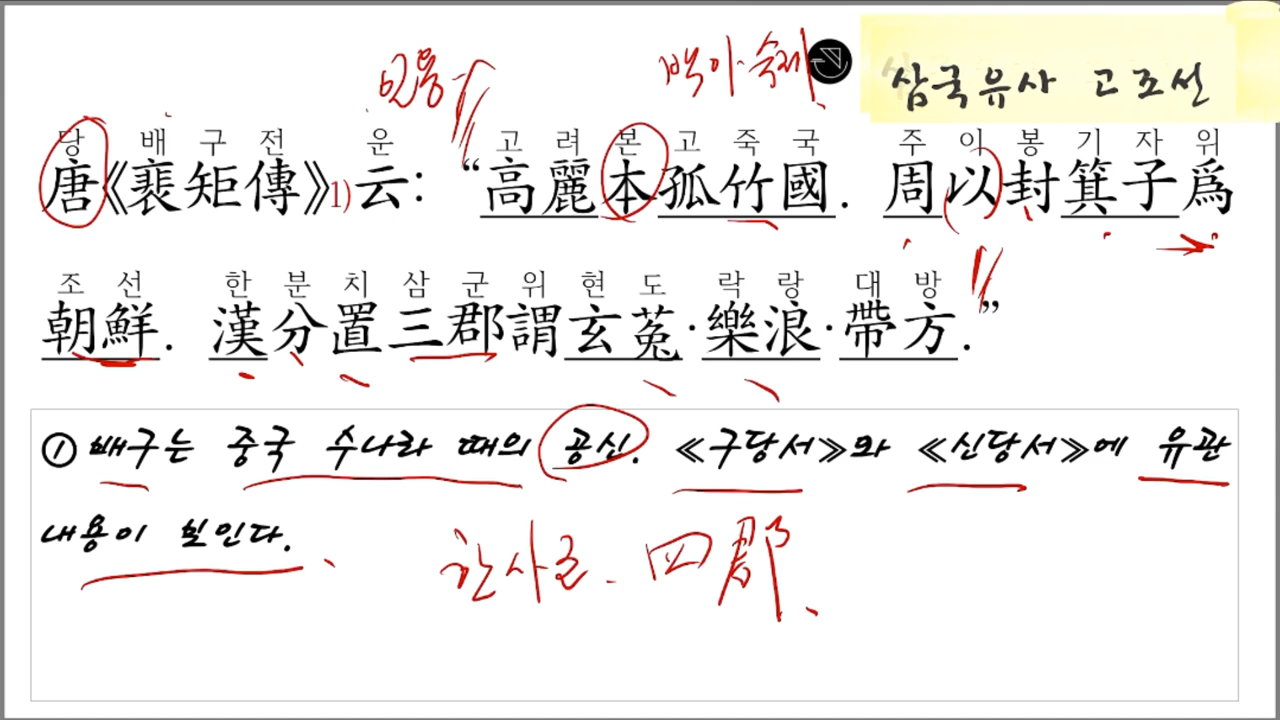 인용
백이·숙제
삼국유사 고조선
당 배구전 운 고려본고죽국 주이봉기자위
唐《裴矩傳》1)云: “高麗本孤竹國. 周以封箕子爲
조선 한분치삼군위현도 락랑 대방
朝鮮. 漢分置三郡謂玄菟·樂浪·帶方.”
① 배구는 중국 수나라 때의 공신. 《구당서》와 《신당서》에 유관
내용이 보인다.
한사군. 四郡.